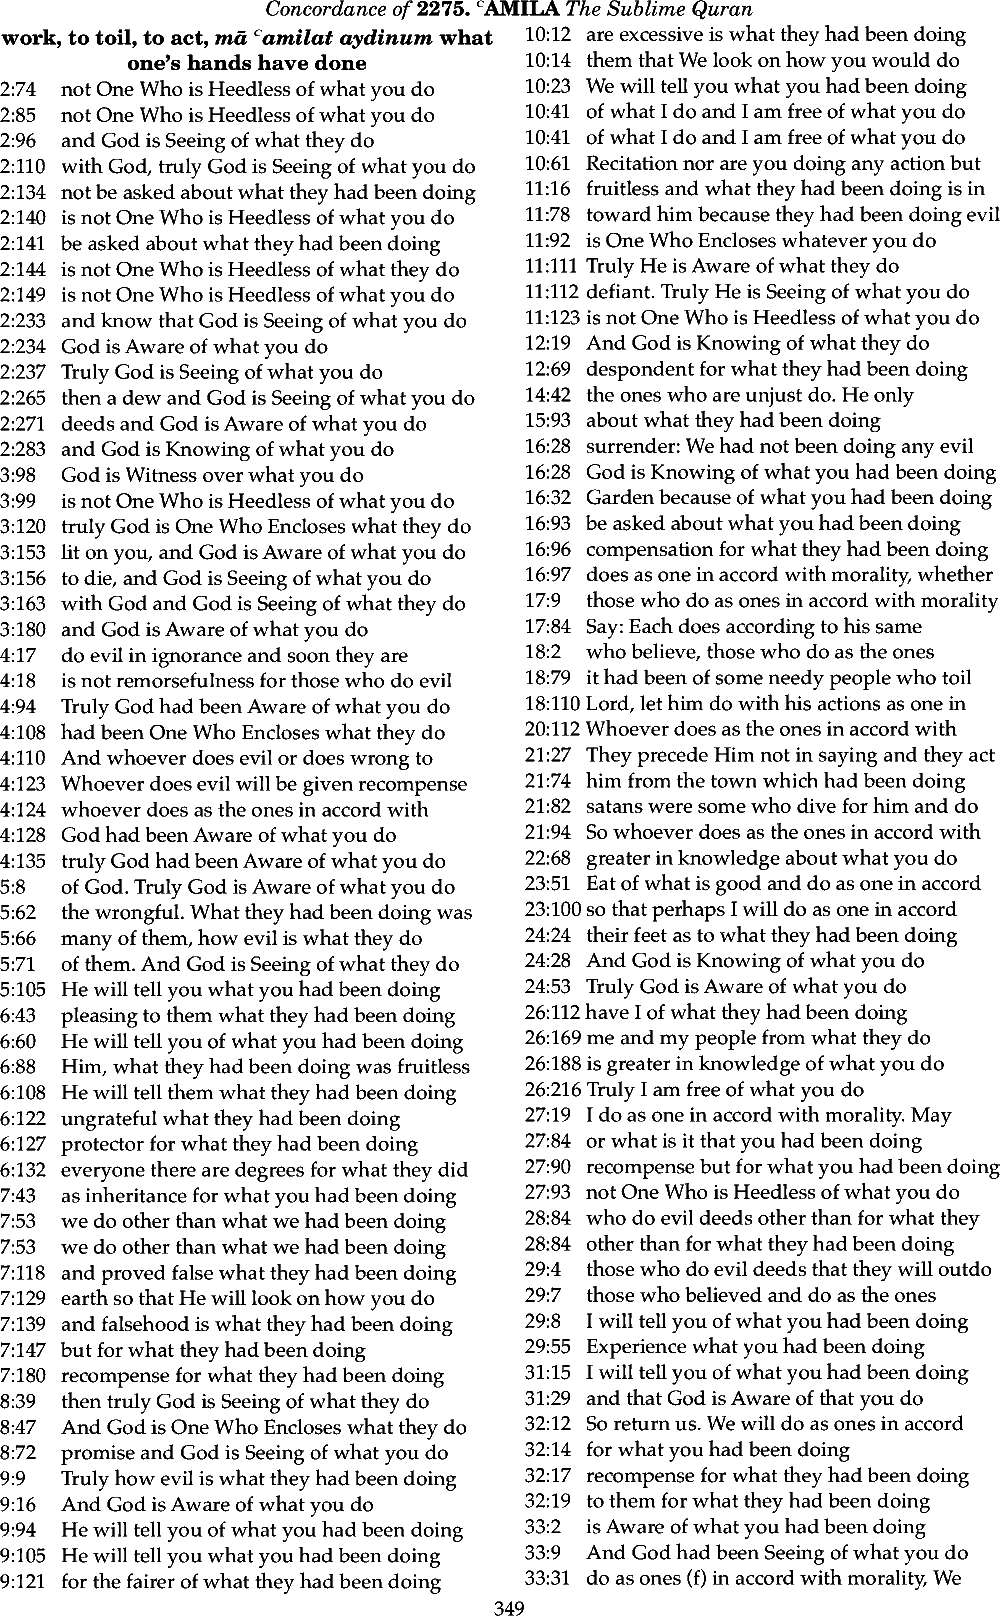 Concordance of 2275. ᶜAMILA The Sublime Quran
work, to toil, to act, mā ᶜamilat aydinum what
one's hands have done
2:74 not One Who is Heedless of what you do
2:85 not One Who is Heedless of what you do
2:96 and God is Seeing of what they do
2:110 with God, truly God is Seeing of what you do
2:134 not be asked about what they had been doing
2:140 is not One Who is Heedless of what you do
2:141 be asked about what they had been doing
2:144 is not One Who is Heedless of what they do
2:149 is not One Who is Heedless of what you do
2:233 and know that God is Seeing of what you do
2:234 God is Aware of what you do
2:237 Truly God is Seeing of what you do
2:265 then a dew and God is Seeing of what you do
2:271 deeds and God is Aware of what you do
2:283 and God is Knowing of what you do
3:98 God is Witness over what you do
3:99 is not One Who is Heedless of what you do
3:120 truly God is One Who Encloses what they do
3:153 lit on you, and God is Aware of what you do
3:156 to die, and God is Seeing of what you do
3:163 with God and God is Seeing of what they do
3:180 and God is Aware of what you do
4:17 do evil in ignorance and soon they are
4:18 is not remorsefulness for those who do evil
4:94 Truly God had been Aware of what you do
4:108 had been One Who Encloses what they do
4:110 And whoever does evil or does wrong to
4:123 Whoever does evil will be given recompense
4:124 whoever does as the ones in accord with
4:128 God had been Aware of what you do
4:135 truly God had been Aware of what you do
5:8 of God. Truly God is Aware of what you do
5:62 the wrongful. What they had been doing was
5:66 many of them, how evil is what they do
5:71 of them. And God is Seeing of what they do
5:105 He will tell you what you had been doing
6:43 pleasing to them what they had been doing
6:60 He will tell you of what you had been doing
6:88 Him, what they had been doing was fruitless
6:108 He will tell them what they had been doing
6:122 ungrateful what they had been doing
6:127 protector for what they had been doing
6:132 everyone there are degrees for what they did
7:43 as inheritance for what you had been doing
7:53 we do other than what we had been doing
7:53 we do other than what we had been doing
7:118 and proved false what they had been doing
7:129 earth so that He will look on how you do
7:139 and falsehood is what they had been doing
7:147 but for what they had been doing
7:180 recompense for what they had been doing
8:39 then truly God is Seeing of what they do
8:47 And God is One Who Encloses what they do
8:72 promise and God is Seeing of what you do
9:9 Truly how evil is what they had been doing
9:16 And God is Aware of what you do
9:94 He will tell you of what you had been doing
9:105 He will tell you what you had been doing
9:121 for the fairer of what they had been doing
10:12 are excessive is what they had been doing
10:14 them that We look on how you would do
10:23 We will tell you what you had been doing
10:41 of what I do and I am free of what you do
10:41 of what I do and I am free of what you do
10:61 Recitation nor are you doing any action but
11:16 fruitless and what they had been doing is in
11:78 toward him because they had been doing evil
11:92 is One Who Encloses whatever you do
11:111 Truly He is Aware of what they do
11:112 defiant. Truly He is Seeing of what you do
11:123 is not One Who is Heedless of what you do
12:19 And God is Knowing of what they do
12:69 despondent for what they had been doing
14:42 the ones who are unjust do. He only
15:93 about what they had been doing
16:28 surrender: We had not been doing any evil
16:28 God is Knowing of what you had been doing
16:32 Garden because of what you had been doing
16:93 be asked about what you had been doing
16:96 compensation for what they had been doing
16:97 does as one in accord with morality, whether
17:9 those who do as ones in accord with morality
17:84 Say: Each does according to his same
18:2 who believe, those who do as the ones
18:79 it had been of some needy people who toil
18:110 Lord, let him do with his actions as one in
20:112 Whoever does as the ones in accord with
21:27 They precede Him not in saying and they act
21:74 him from the town which had been doing
21:82 satans were some who dive for him and do
21:94 So whoever does as the ones in accord with
22:68 greater in knowledge about what you do
23:51 Eat of what is good and do as one in accord
23:100 so that perhaps I will do as one in accord
24:24 their feet as to what they had been doing
24:28 And God is Knowing of what you do
24:53 Truly God is Aware of what you do
26:112 have I of what they had been doing
26:169 me and my people from what they do
26:188 is greater in knowledge of what you do
26:216 Truly I am free of what you do
27:19 I do as one in accord with morality. May
27:84 or what is it that you had been doing
27:90 recompense but for what you had been doing
27:93 not One Who is Heedless of what you do
28:84 who do evil deeds other than for what they
28:84 other than for what they had been doing
29:4 those who do evil deeds that they will outdo
29:7 those who believed and do as the ones
29:8 I will tell you of what you had been doing
29:55 Experience what you had been doing
31:15 I will tell you of what you had been doing
31:29 and that God is Aware of that you do
32:12 So return us. We will do as ones in accord
32:14 for what you had been doing
32:17 recompense for what they had been doing
32:19 to them for what they had been doing
33:2 is Aware of what you had been doing
33:9 And God had been Seeing of what you do
33:31 do as ones (f) in accord with morality, We
349